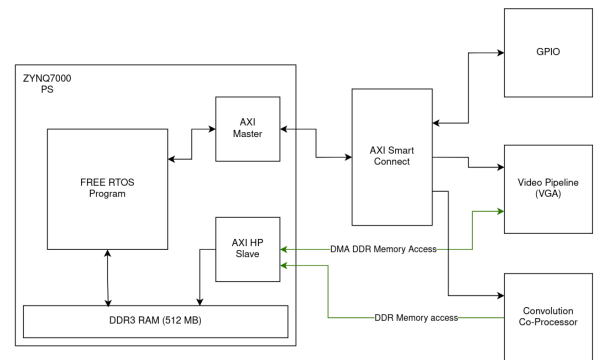 ZYNQ7000
PS
FREE RTOS
Program
AXI
Master
AXI HP
Slave
DDR3 RAM (512 MB)
AXI Smart
Connect
GPIO
Video Pipeline
(VGA)
DMA DDR Memory Access
DDR Memory access
Convolution
Co-Processor